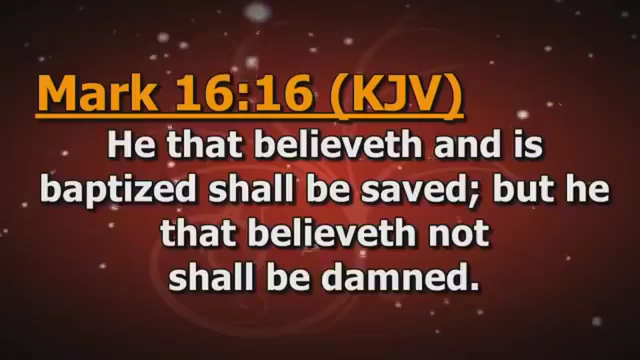 Mark 16:16 (KJV)
He that believeth and is
baptized shall be saved; but he
that believeth not
shall be damned.